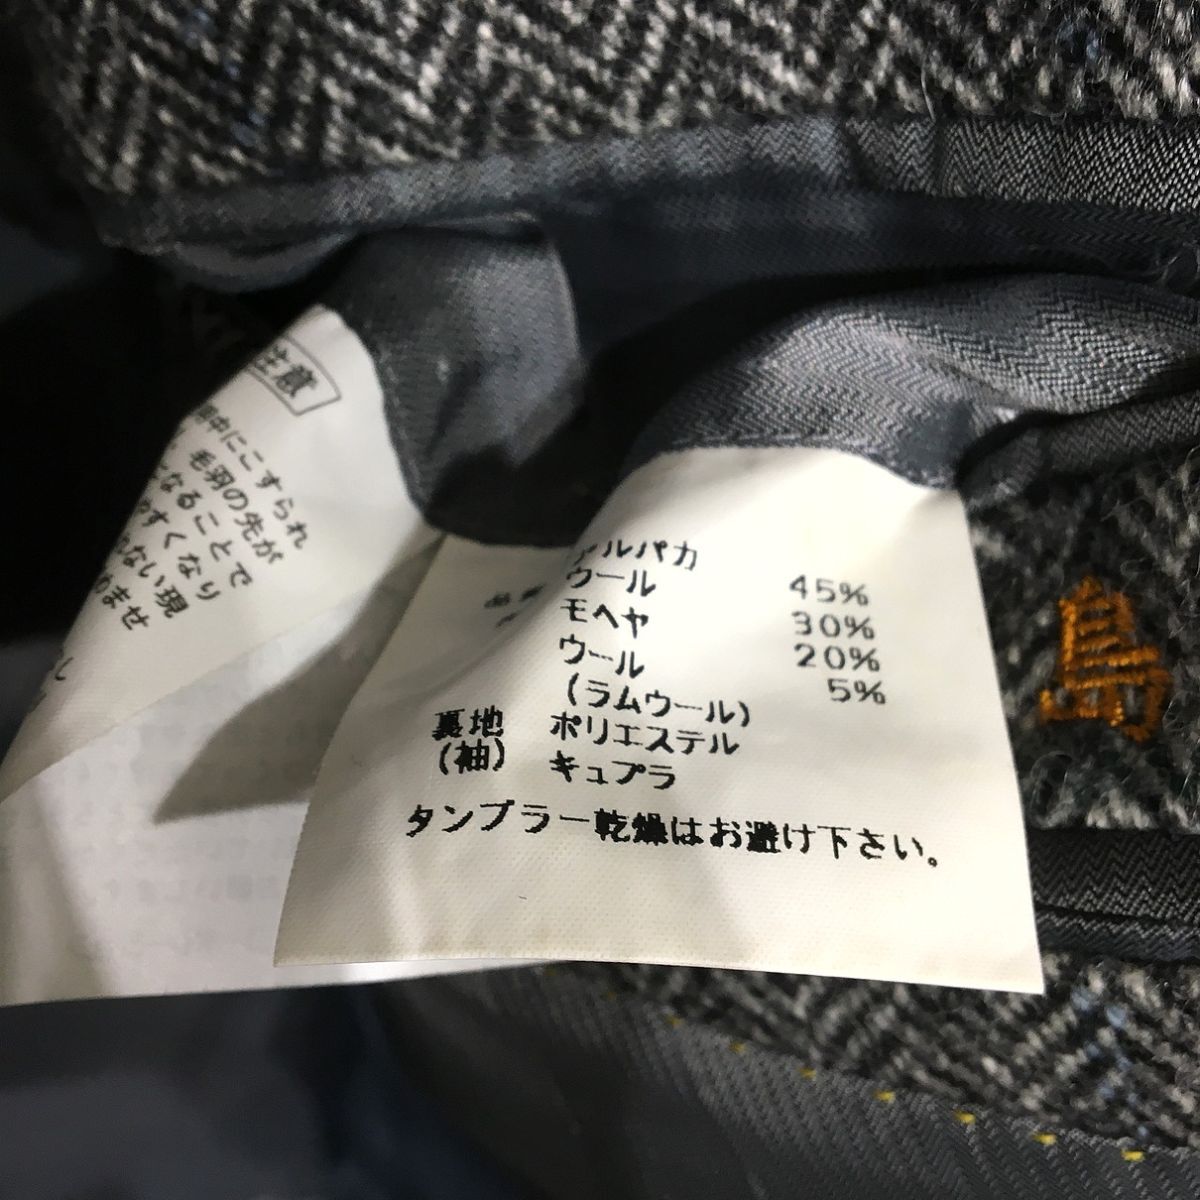 注意
中にこすられ
毛羽の先が
なることで
やすくなり
ない現
ませ
アルパカ 45%
ウール 30%
モヘヤ 20%
ウール 5%
(ラムウール)
裏地 ポリエステル
(袖) キュプラ
タンブラー乾燥はお避け下さい。
島